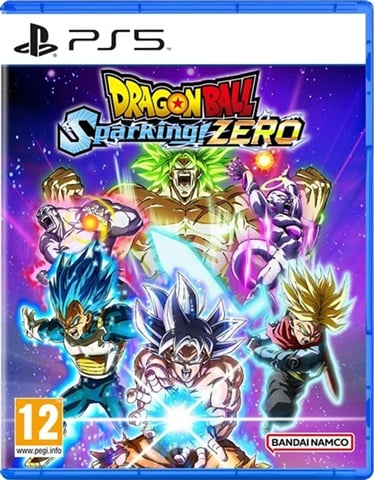 PS5
DRAGON BALL
Sparking! ZERO
12
www.pegi.info
BANDAI NAMCO